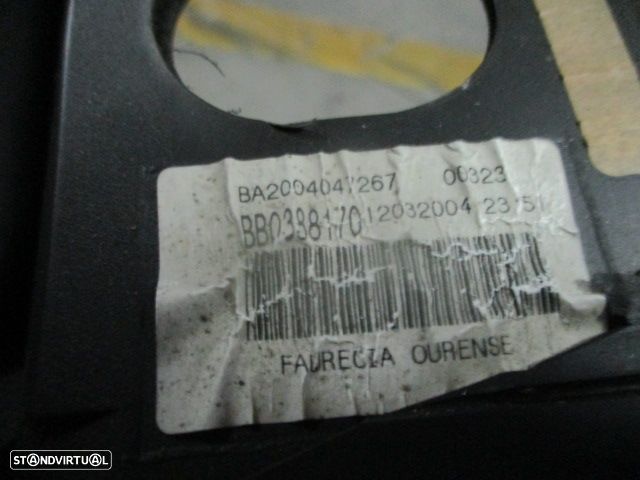 BA2004047267 00323
BB0338170 12032004 23:51
FAURECIA OURENSE
STANDVIRTUAL